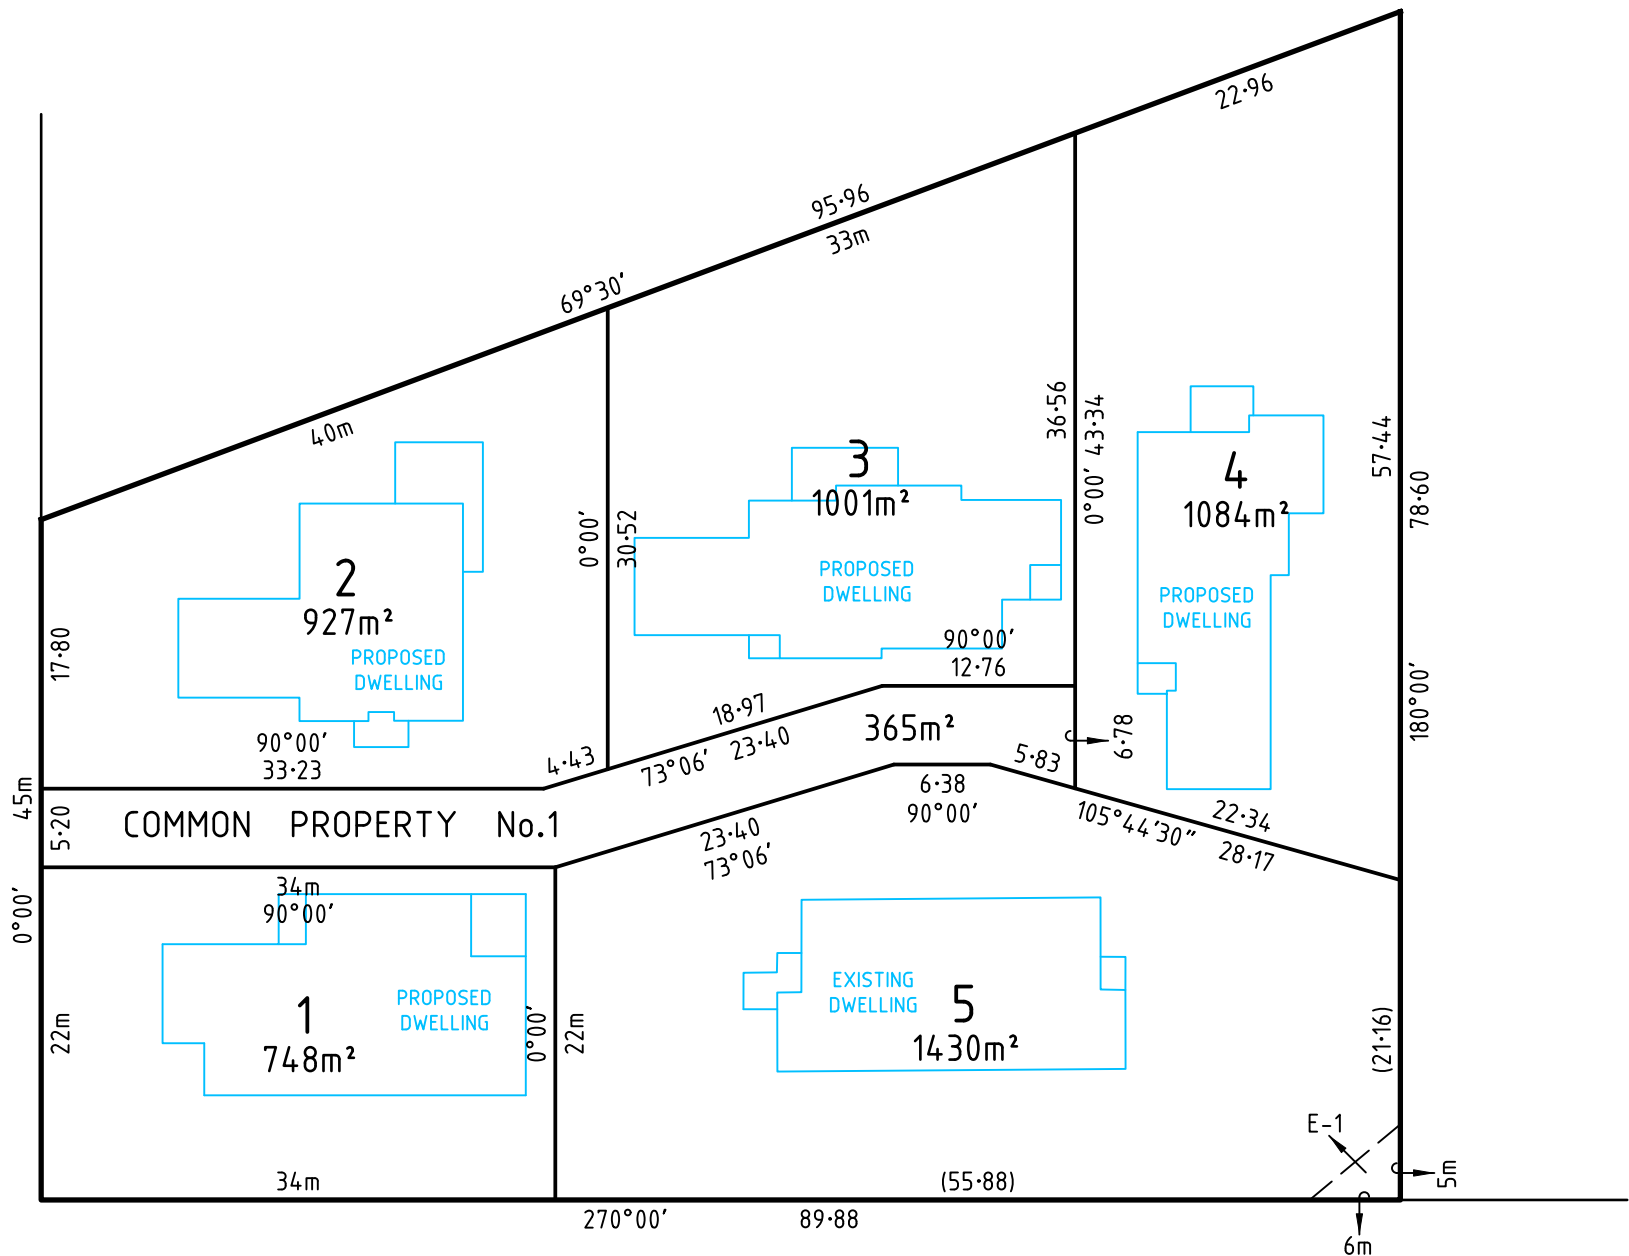 22·96
95·96
33m
69°30'
40m
36·56
0°00' 43·34
57·44
78·60
180°00'
3
1001m²
4
1084m²
0°00'
30·52
PROPOSED
DWELLING
PROPOSED
DWELLING
2
927m²
PROPOSED
DWELLING
17·80
90°00'
12·76
18·97
73°06' 23·40
365m²
6·78
5·83
90°00'
33·23
4·43
45m
5·20
COMMON PROPERTY No.1
6·38
90°00'
22·34
105°44'30"
28·17
23·40
73°06'
0°00'
34m
90°00'
1
748m²
PROPOSED
DWELLING
22m
0°00'
22m
EXISTING
DWELLING
5
1430m²
(21·16)
E-1
5m
34m
(55·88)
270°00'
89·88
6m